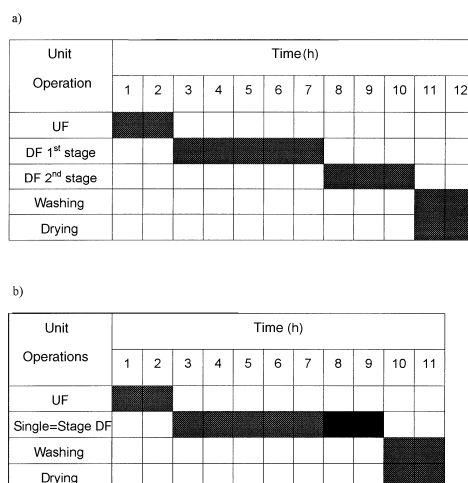 a)
Unit
Operation
Time (h)
1 2 3 4 5 6 7 8 9 10 11 12
UF
DF 1st stage
DF 2nd stage
Washing
Drying
b)
Unit
Operations
Time (h)
1 2 3 4 5 6 7 8 9 10 11
UF
Single=Stage DF
Washing
Drying